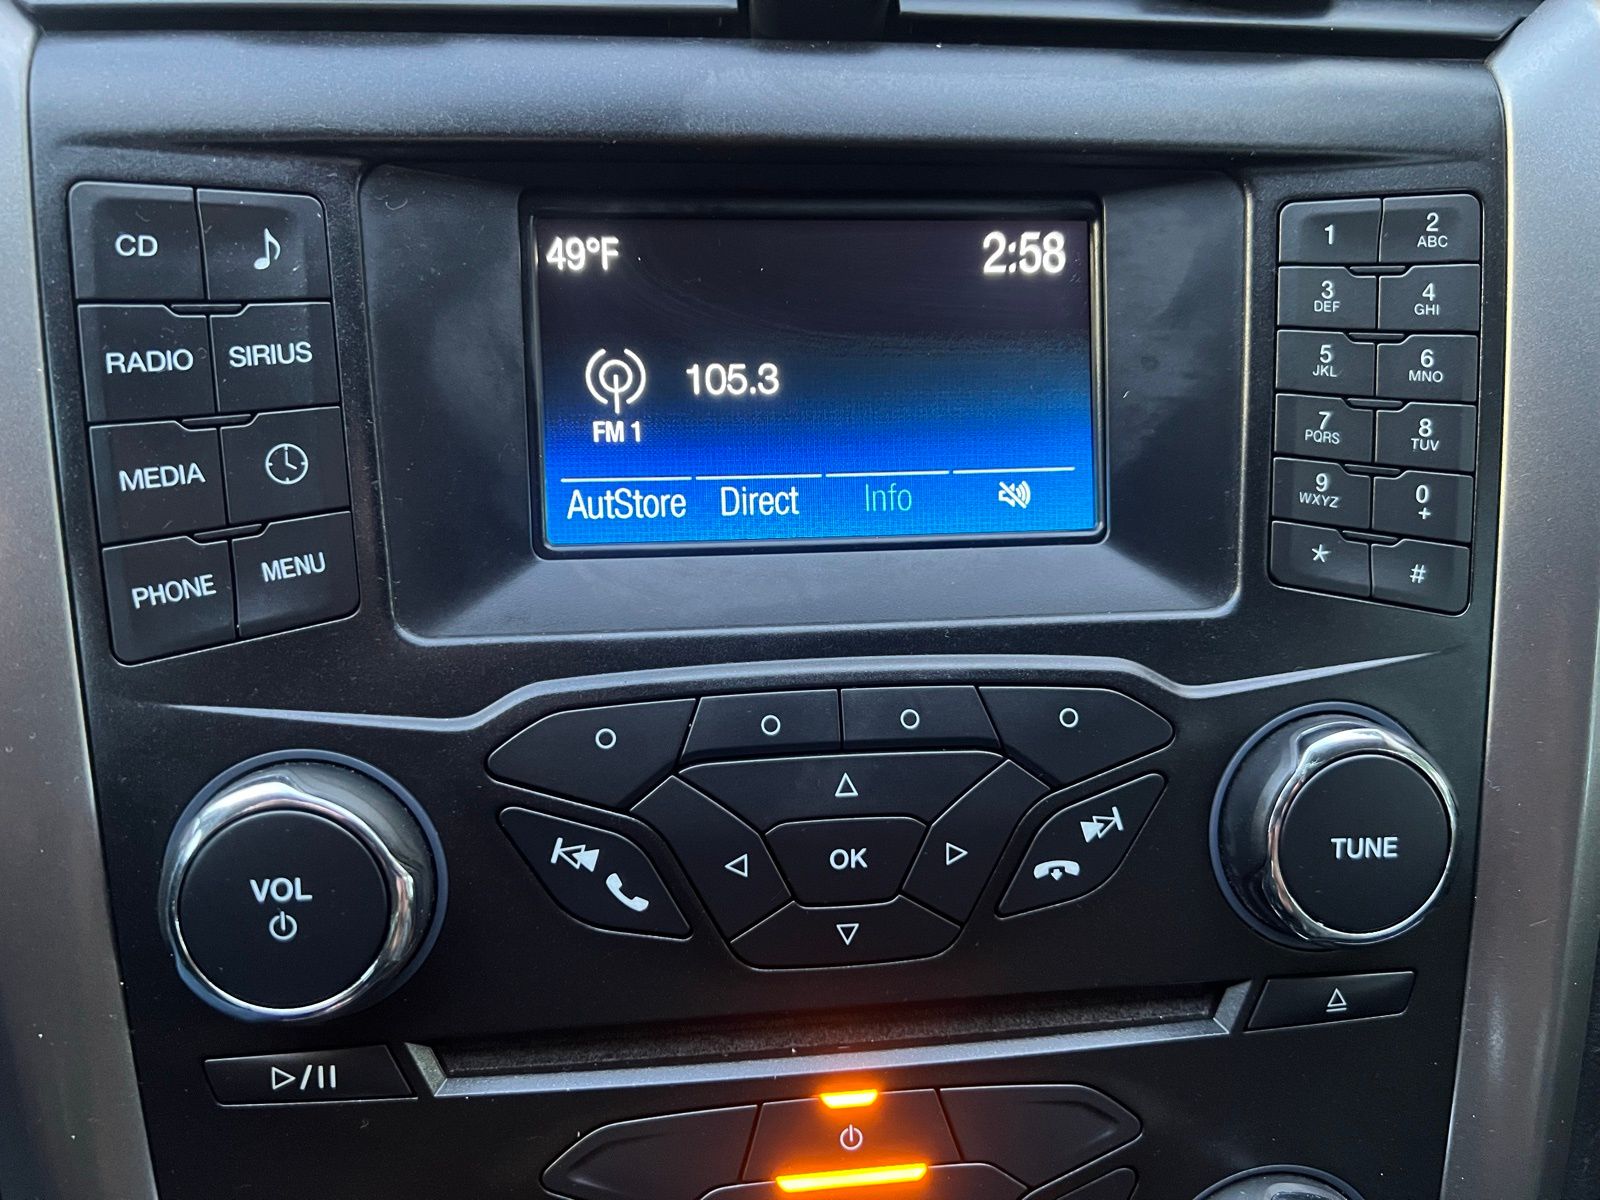 CD
RADIO SIRIUS
MEDIA
PHONE MENU
49°F 2:58
105.3
FM 1
AutStore Direct Info
1 2 ABC
3 DEF 4 GHI
5 JKL 6 MNO
7 PQRS 8 TUV
9 WXYZ 0 +
* #
VOL
OK
TUNE